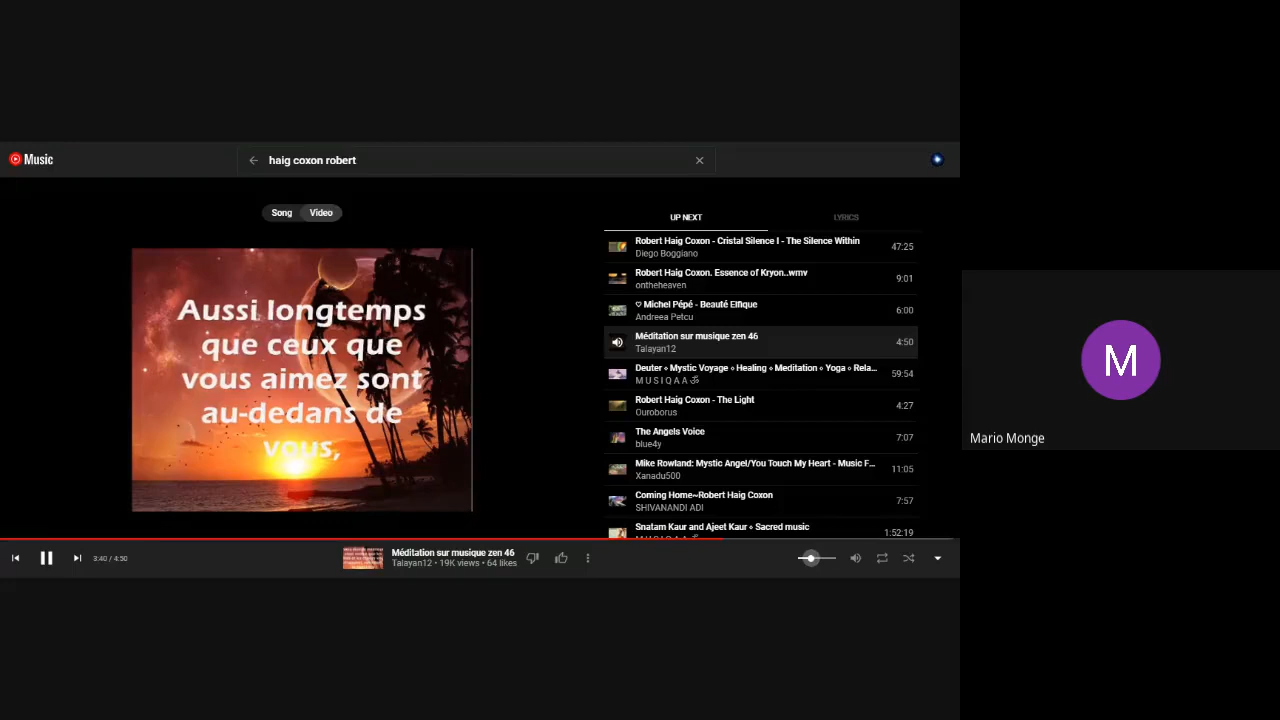 Music
haig coxon robert
Song
Video
UP NEXT
LYRICS
Aussi longtemps
que ceux que
vous aimez sont
au-dedans de
vous,
Robert Haig Coxon - Cristal Silence I - The Silence Within
Diego Boggiano
47:25
Robert Haig Coxon. Essence of Kryon..wmv
ontheheaven
9:01
♡ Michel Pépé - Beauté Elfique
Andreea Petcu
6:00
Méditation sur musique zen 46
Talayan12
4:50
Deuter ⋄ Mystic Voyage ⋄ Healing ⋄ Meditation ⋄ Yoga ⋄ Rela...
M U S I Q A A ॐ
59:54
Robert Haig Coxon - The Light
Ouroborus
4:27
The Angels Voice
blue4y
7:07
Mike Rowland: Mystic Angel/You Touch My Heart - Music F...
Xanadu500
11:05
Coming Home~Robert Haig Coxon
SHIVANANDI ADI
7:57
Snatam Kaur and Ajeet Kaur ⋄ Sacred music
1:52:19
3:40 / 4:50
Méditation sur musique zen 46
Talayan12 • 19K views • 64 likes
M
Mario Monge